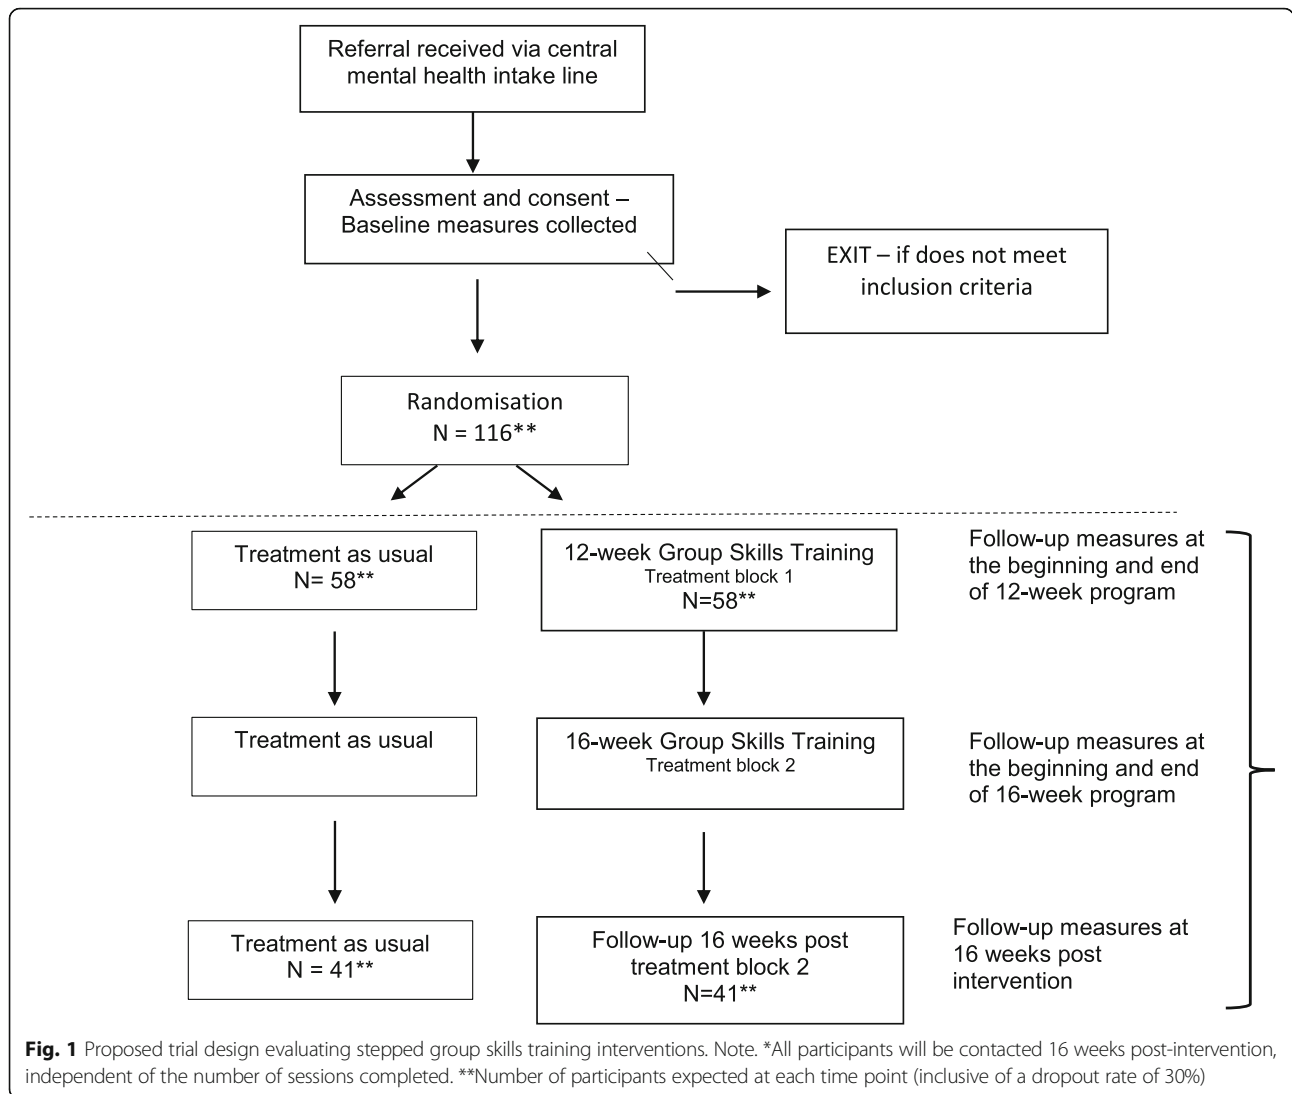 Referral received via central
mental health intake line
Assessment and consent –
Baseline measures collected
EXIT – if does not meet
inclusion criteria
Randomisation
N = 116**
Treatment as usual
N= 58**
12-week Group Skills Training
Treatment block 1
N=58**
Follow-up measures at
the beginning and end
of 12-week program
Treatment as usual
16-week Group Skills Training
Treatment block 2
Follow-up measures at
the beginning and end
of 16-week program
Treatment as usual
N = 41**
Follow-up 16 weeks post
treatment block 2
N=41**
Follow-up measures at
16 weeks post
intervention
Fig. 1 Proposed trial design evaluating stepped group skills training interventions. Note. *All participants will be contacted 16 weeks post-intervention,
independent of the number of sessions completed. **Number of participants expected at each time point (inclusive of a dropout rate of 30%)